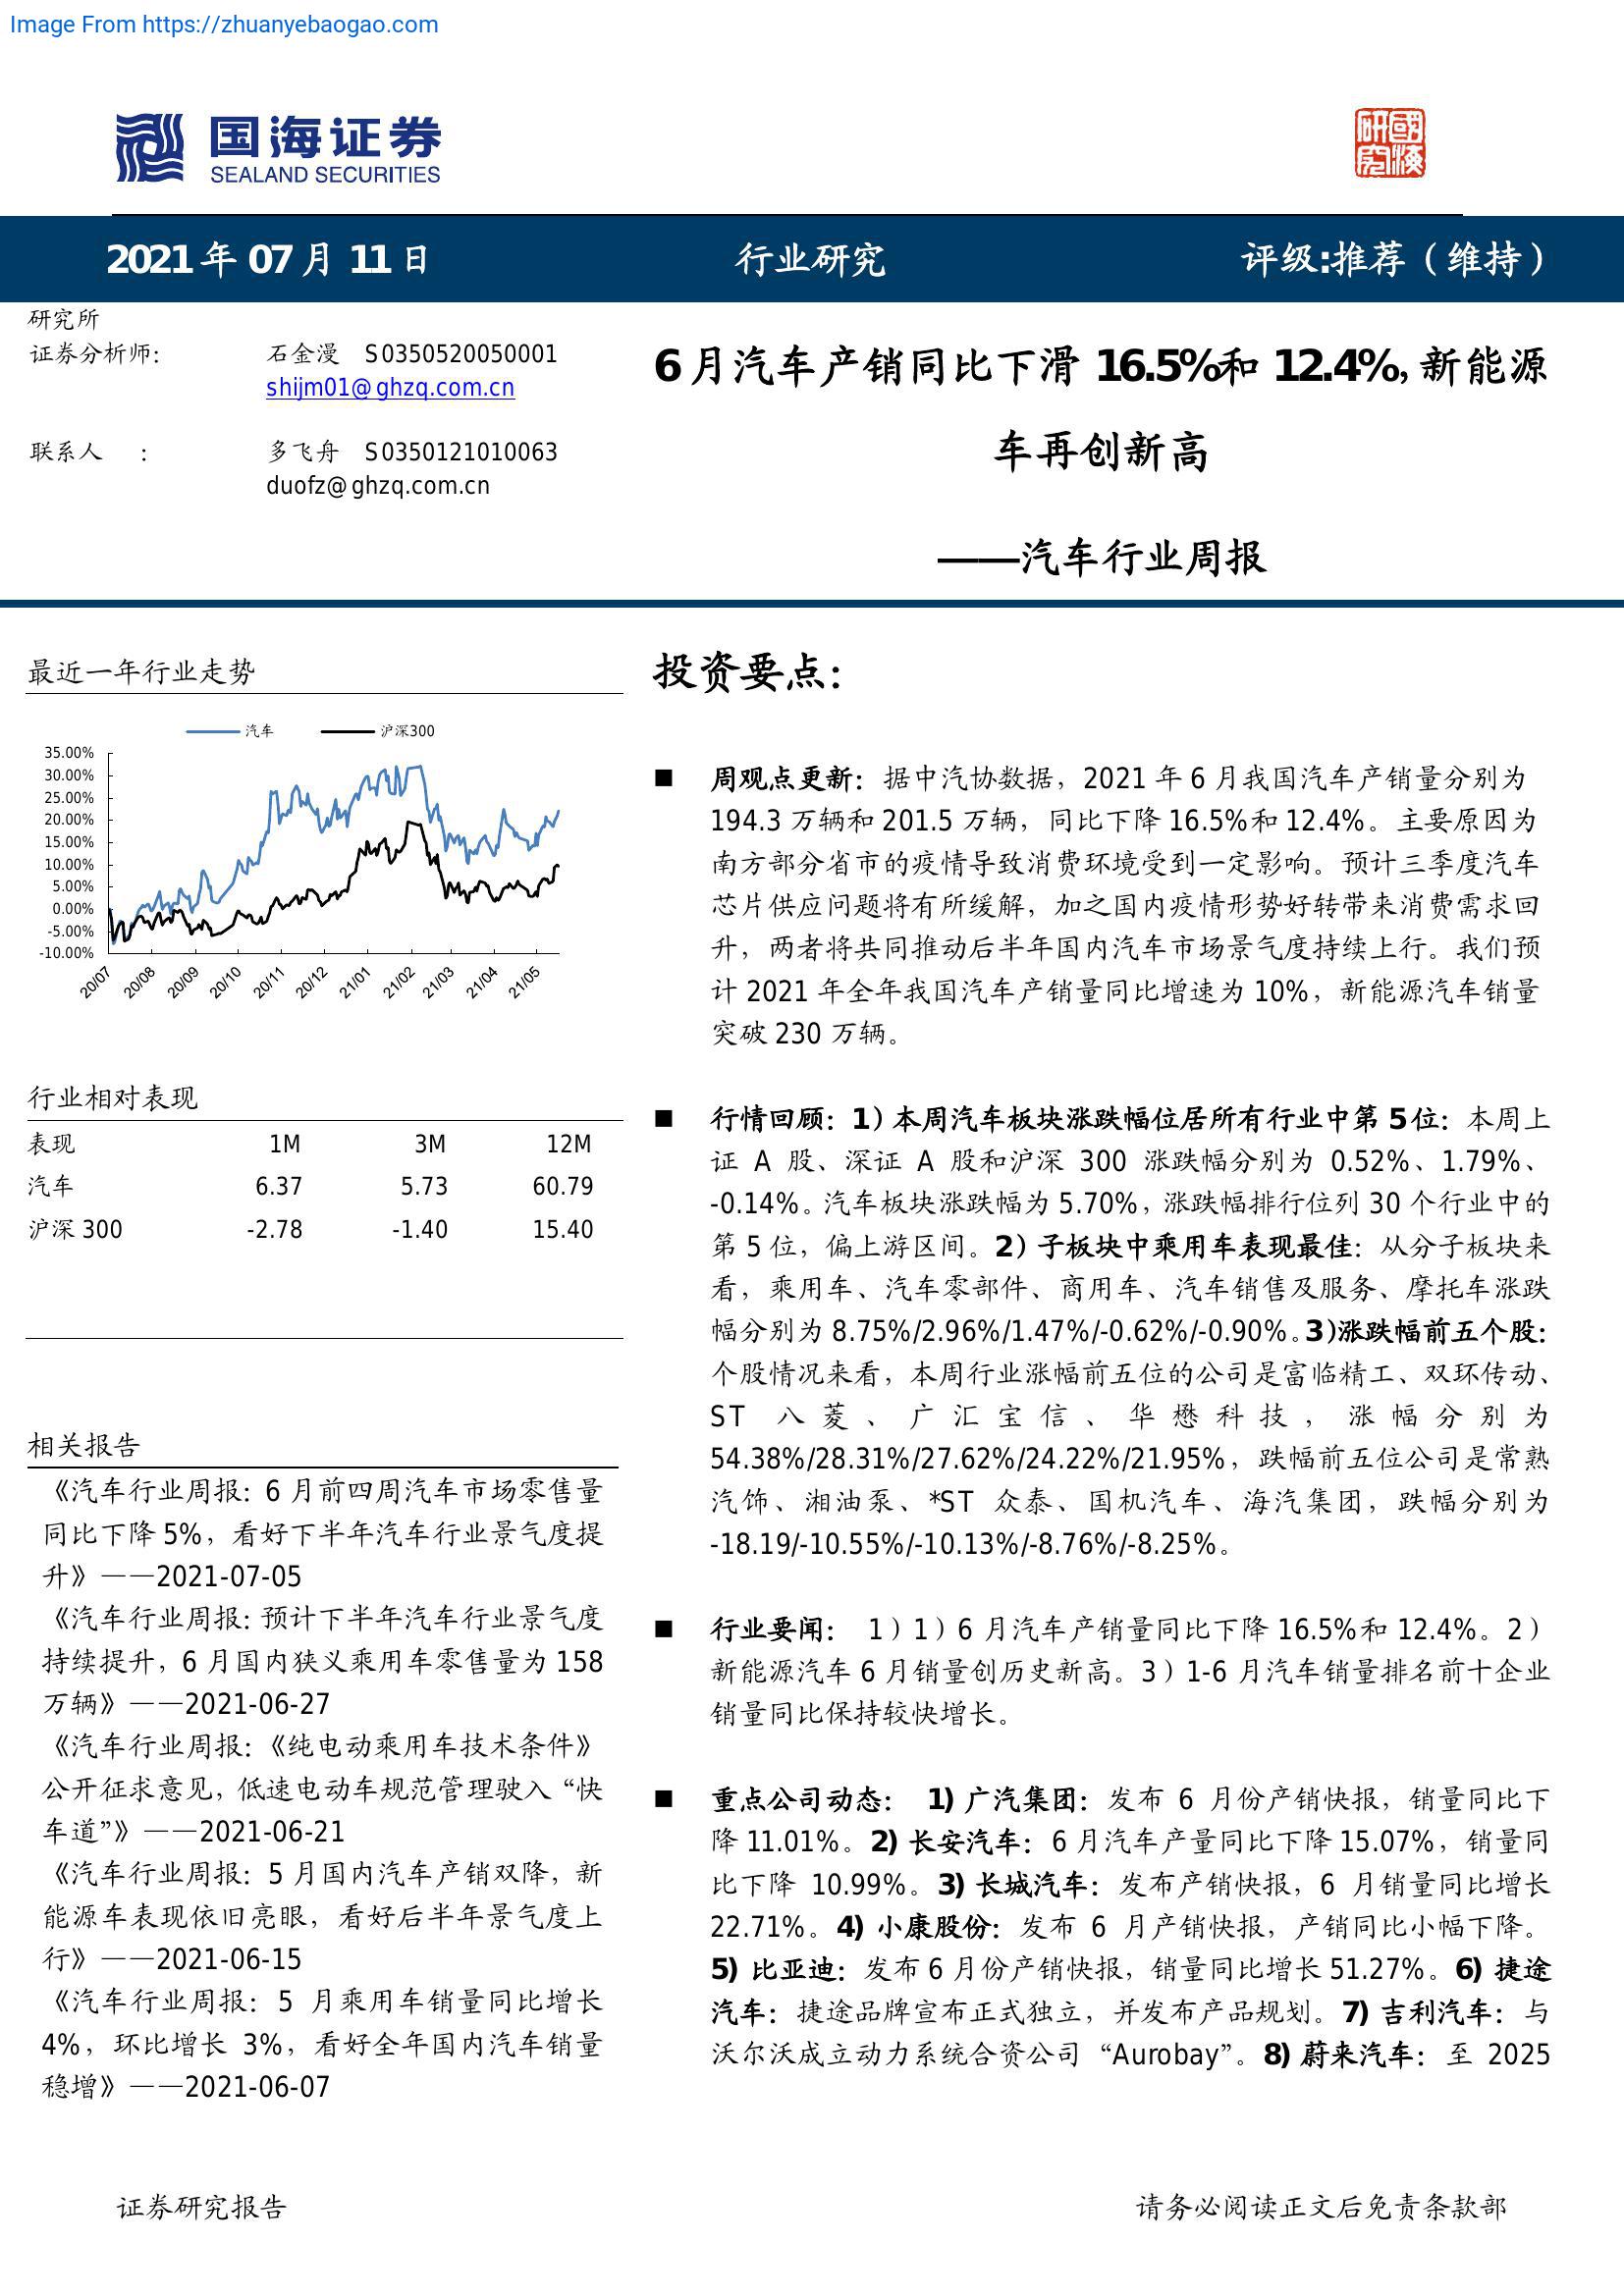 Image From https://zhuanyebaogao.com
国海证券
SEALAND SECURITIES
國海研究
2021 年 07 月 11 日
行业研究
评级:推荐（维持）
研究所
证券分析师：
石金漫 S0350520050001
shijm01@ghzq.com.cn
联系人 ：
多飞舟 S0350121010063
duofz@ghzq.com.cn
6 月汽车产销同比下滑 16.5%和 12.4%，新能源
车再创新高
——汽车行业周报
最近一年行业走势
汽车
沪深300
35.00%
30.00%
25.00%
20.00%
15.00%
10.00%
5.00%
0.00%
-5.00%
-10.00%
20/07 20/08 20/09 20/10 20/11 20/12 21/01 21/02 21/03 21/04 21/05
行业相对表现
表现 1M 3M 12M
汽车 6.37 5.73 60.79
沪深 300 -2.78 -1.40 15.40
相关报告
《汽车行业周报：6 月前四周汽车市场零售量
同比下降 5%，看好下半年汽车行业景气度提
升》——2021-07-05
《汽车行业周报：预计下半年汽车行业景气度
持续提升，6 月国内狭义乘用车零售量为 158
万辆》——2021-06-27
《汽车行业周报：《纯电动乘用车技术条件》
公开征求意见，低速电动车规范管理驶入“快
车道”》——2021-06-21
《汽车行业周报：5 月国内汽车产销双降，新
能源车表现依旧亮眼，看好后半年景气度上
行》——2021-06-15
《汽车行业周报：5 月乘用车销量同比增长
4%，环比增长 3%，看好全年国内汽车销量
稳增》——2021-06-07
投资要点：
■ 周观点更新：据中汽协数据，2021 年 6 月我国汽车产销量分别为
194.3 万辆和 201.5 万辆，同比下降 16.5%和 12.4%。主要原因为
南方部分省市的疫情导致消费环境受到一定影响。预计三季度汽车
芯片供应问题将有所缓解，加之国内疫情形势好转带来消费需求回
升，两者将共同推动后半年国内汽车市场景气度持续上行。我们预
计 2021 年全年我国汽车产销量同比增速为 10%，新能源汽车销量
突破 230 万辆。
■ 行情回顾：1）本周汽车板块涨跌幅位居所有行业中第 5 位：本周上
证 A 股、深证 A 股和沪深 300 涨跌幅分别为 0.52%、1.79%、
-0.14%。汽车板块涨跌幅为 5.70%，涨跌幅排行位列 30 个行业中的
第 5 位，偏上游区间。2）子板块中乘用车表现最佳：从分子板块来
看，乘用车、汽车零部件、商用车、汽车销售及服务、摩托车涨跌
幅分别为 8.75%/2.96%/1.47%/-0.62%/-0.90%。3)涨跌幅前五个股：
个股情况来看，本周行业涨幅前五位的公司是富临精工、双环传动、
ST 八菱、广汇宝信、华懋科技，涨幅分别为
54.38%/28.31%/27.62%/24.22%/21.95%，跌幅前五位公司是常熟
汽饰、湘油泵、*ST 众泰、国机汽车、海汽集团，跌幅分别为
-18.19/-10.55%/-10.13%/-8.76%/-8.25%。
■ 行业要闻： 1）1）6 月汽车产销量同比下降 16.5%和 12.4%。2）
新能源汽车 6 月销量创历史新高。3）1-6 月汽车销量排名前十企业
销量同比保持较快增长。
■ 重点公司动态： 1) 广汽集团：发布 6 月份产销快报，销量同比下
降 11.01%。2) 长安汽车：6 月汽车产量同比下降 15.07%，销量同
比下降 10.99%。3) 长城汽车：发布产销快报，6 月销量同比增长
22.71%。4) 小康股份：发布 6 月产销快报，产销同比小幅下降。
5) 比亚迪：发布 6 月份产销快报，销量同比增长 51.27%。6) 捷途
汽车：捷途品牌宣布正式独立，并发布产品规划。7) 吉利汽车：与
沃尔沃成立动力系统合资公司“Aurobay”。8) 蔚来汽车：至 2025
证券研究报告
请务必阅读正文后免责条款部